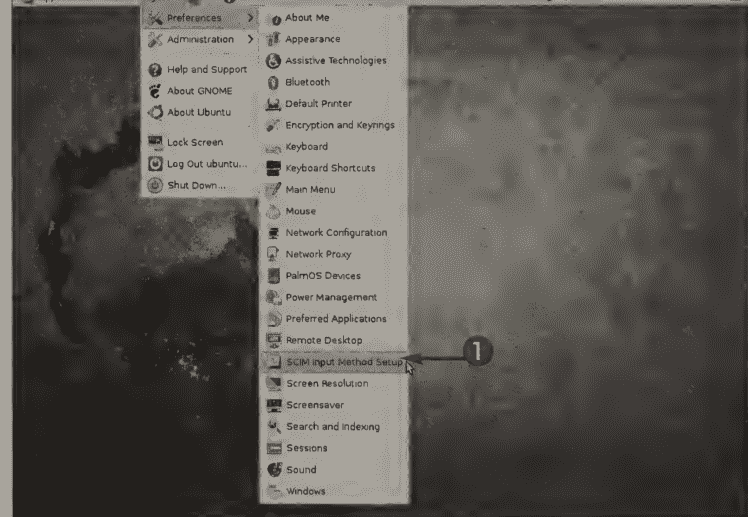 Preferences
Administration
Help and Support
About GNOME
About Ubuntu
Lock Screen
Log Out ubuntu...
Shut Down...
About Me
Appearance
Assistive Technologies
Bluetooth
Default Printer
Encryption and Keyrings
Keyboard
Keyboard Shortcuts
Main Menu
Mouse
Network Configuration
Network Proxy
PalmOS Devices
Power Management
Preferred Applications
Remote Desktop
SCIM Input Method Setup
Screen Resolution
Screensaver
Search and Indexing
Sessions
Sound
Windows
1